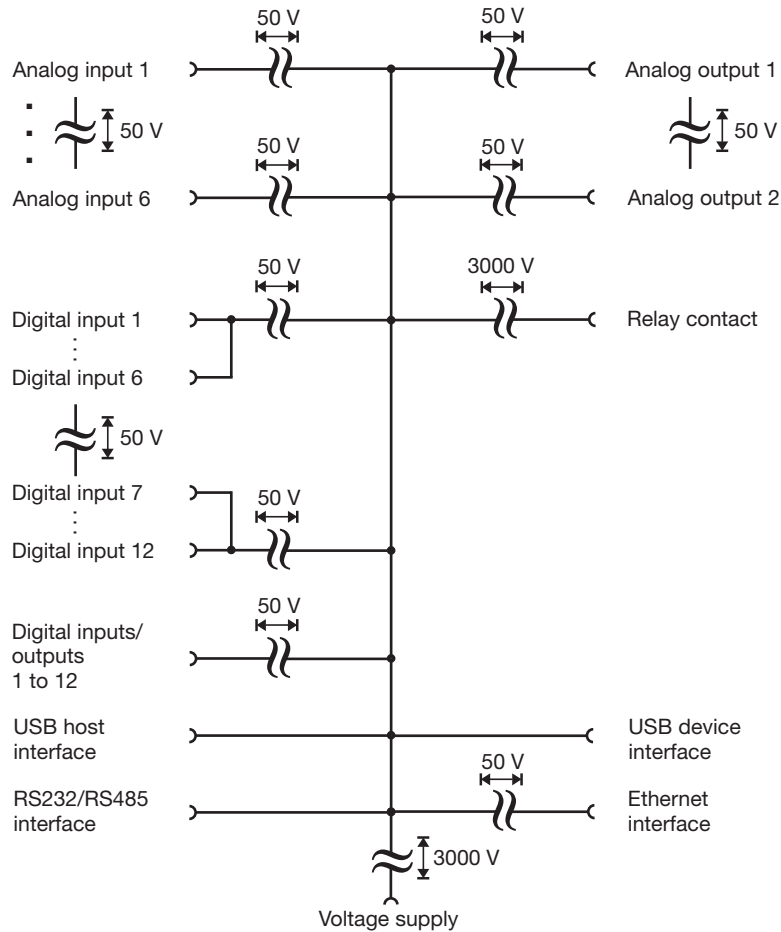 50 V
50 V
Analog input 1
Analog output 1
50 V
50 V
50 V
50 V
Analog input 6
Analog output 2
50 V
3000 V
Digital input 1
Relay contact
Digital input 6
50 V
Digital input 7
50 V
Digital input 12
50 V
Digital inputs/
outputs
1 to 12
USB host
interface
USB device
interface
50 V
RS232/RS485
interface
Ethernet
interface
3000 V
Voltage supply